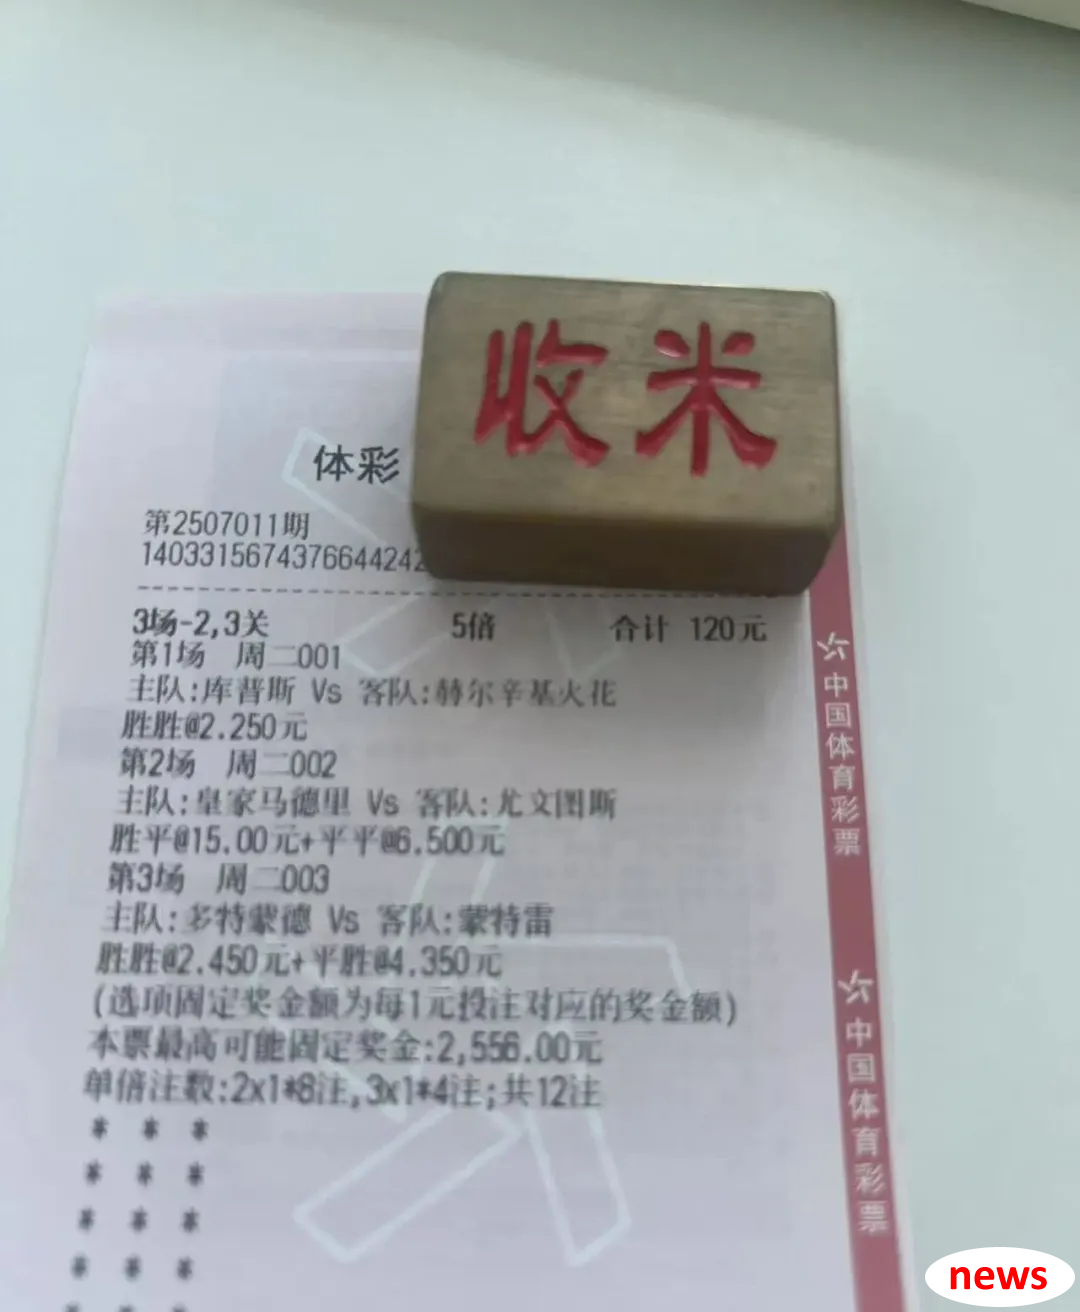 收米
体彩
第2507011期
1403315674376644242
3场-2,3关 5倍 合计 120元
第1场 周二001
主队:库普斯 Vs 客队:赫尔辛基火花
胜胜@2.250元
第2场 周二002
主队:皇家马德里 Vs 客队:尤文图斯
胜平@15.00元+平平@6.500元
第3场 周二003
主队:多特蒙德 Vs 客队:蒙特雷
胜胜@2.450元+平胜@4.350元
(选项固定奖金额为每1元投注对应的奖金额)
本票最高可能固定奖金:2,556.00元
单倍注数:2x1*8注,3x1*4注;共12注
* * *
* * *
* * *
* * *
* * *
中国体育彩票
中国体育彩票
news